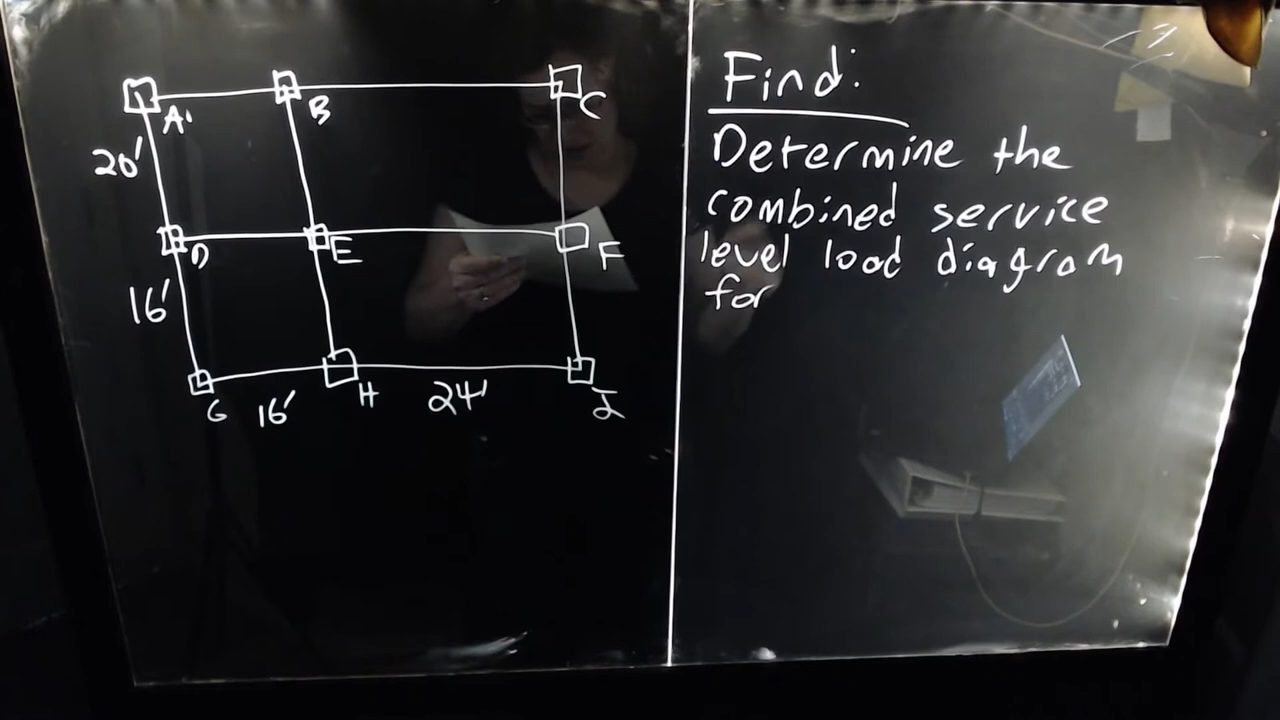 A
B
C
20'
D
E
F
16'
G
16'
H
24'
I
Find:
Determine the
combined service
level load diagram
for